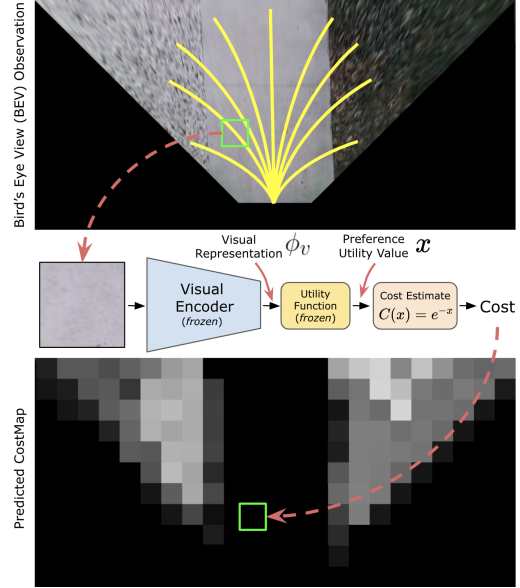 Bird's Eye View (BEV) Observation
Visual
Representation ϕᵥ
Preference
Utility Value x
Visual
Encoder
(frozen)
Utility
Function
(frozen)
Cost Estimate
C(x) = e⁻ˣ
Cost
Predicted CostMap